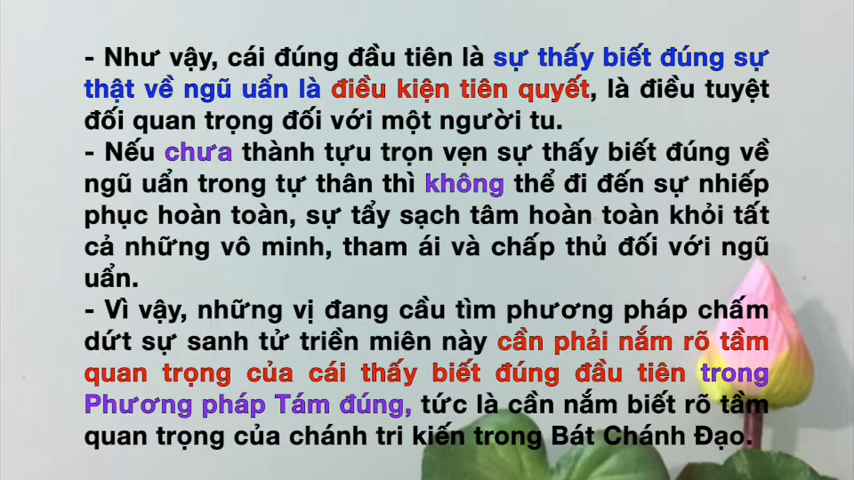 - Như vậy, cái đúng đầu tiên là sự thấy biết đúng sự
thật về ngũ uẩn là điều kiện tiên quyết, là điều tuyệt
đối quan trọng đối với một người tu.
- Nếu chưa thành tựu trọn vẹn sự thấy biết đúng về
ngũ uẩn trong tự thân thì không thể đi đến sự nhiếp
phục hoàn toàn, sự tẩy sạch tâm hoàn toàn khỏi tất
cả những vô minh, tham ái và chấp thủ đối với ngũ
uẩn.
- Vì vậy, những vị đang cầu tìm phương pháp chấm
dứt sự sanh tử triền miên này cần phải nắm rõ tầm
quan trọng của cái thấy biết đúng đầu tiên trong
Phương pháp Tám đúng, tức là cần nắm biết rõ tầm
quan trọng của chánh tri kiến trong Bát Chánh Đạo.